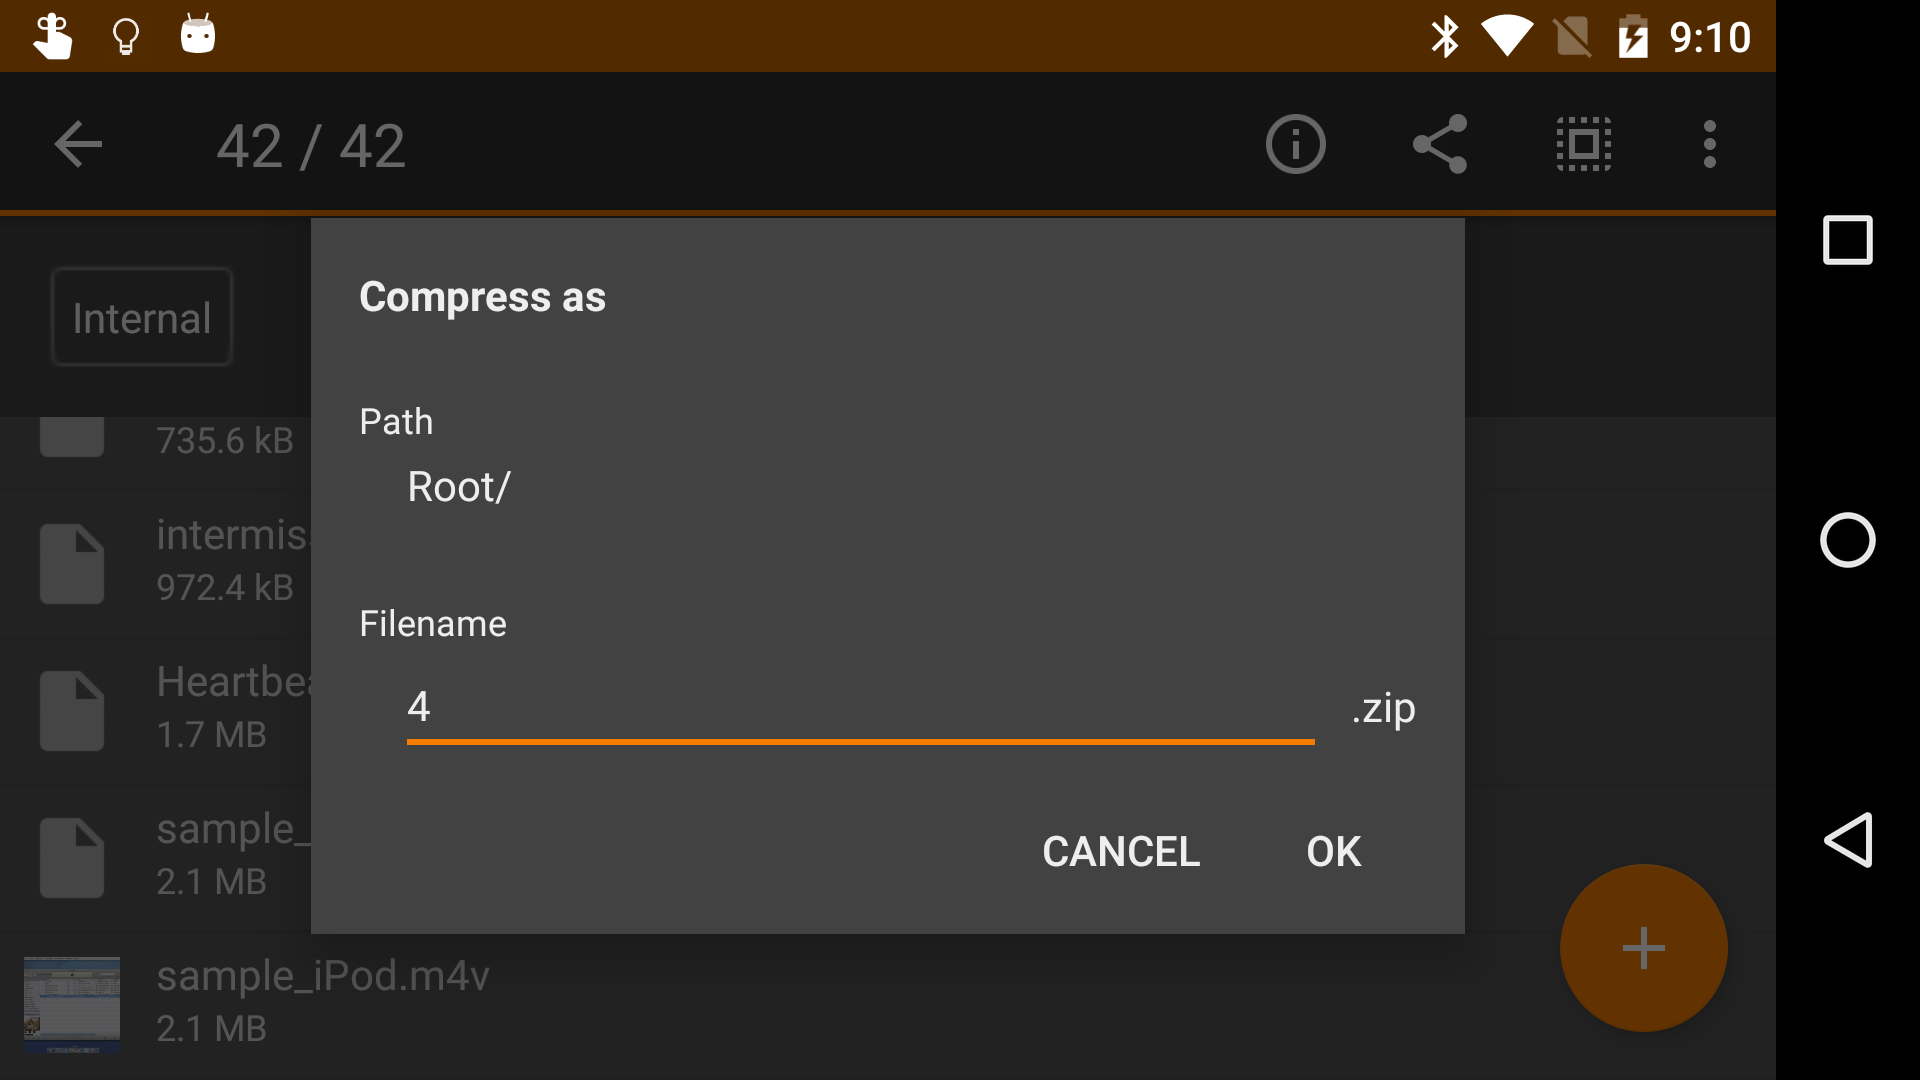 9:10
42 / 42
Internal
Compress as
Path
Root/
Filename
4 .zip
CANCEL OK
735.6 kB
intermis
972.4 kB
Heartbea
1.7 MB
sample_
2.1 MB
sample_iPod.m4v
2.1 MB